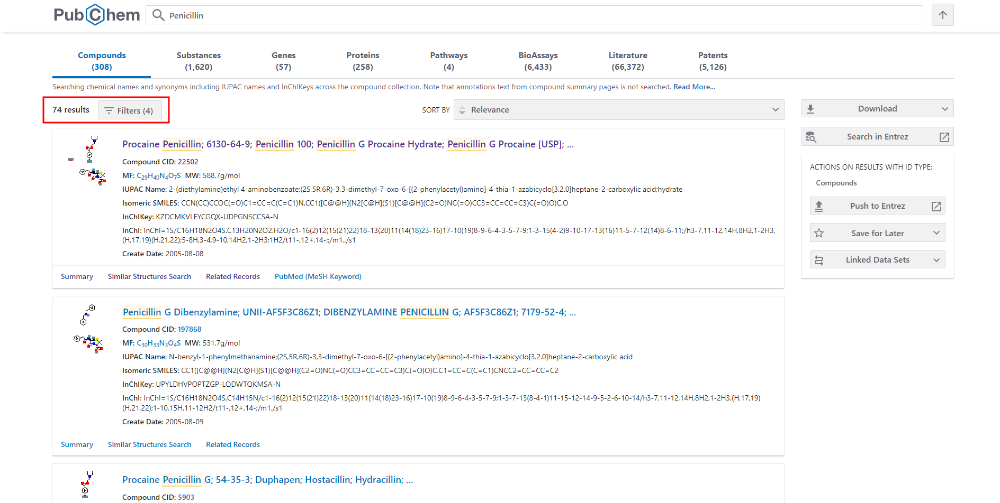 PubChem
Penicillin
Compounds
(308)
Substances
(1,620)
Genes
(57)
Proteins
(258)
Pathways
(4)
BioAssays
(6,433)
Literature
(66,372)
Patents
(5,126)
Searching chemical names and synonyms including IUPAC names and InChIKeys across the compound collection. Note that annotations text from compound summary pages is not searched. Read More...
74 results
Filters (4)
SORT BY
Relevance
Download
Search in Entrez
ACTIONS ON RESULTS WITH ID TYPE:
Compounds
Push to Entrez
Save for Later
Linked Data Sets
Procaine Penicillin; 6130-64-9; Penicillin 100; Penicillin G Procaine Hydrate; Penicillin G Procaine [USP]; ...
Compound CID: 22502
MF: C29H40N4O7S MW: 588.7g/mol
IUPAC Name: 2-(diethylamino)ethyl 4-aminobenzoate;(2S,5R,6R)-3,3-dimethyl-7-oxo-6-[(2-phenylacetyl)amino]-4-thia-1-azabicyclo[3.2.0]heptane-2-carboxylic acid;hydrate
Isomeric SMILES: CCN(CC)CCOC(=O)C1=CC=C(C=C1)N.CC1([C@@H](N2[C@H](S1)[C@@H](C2=O)NC(=O)CC3=CC=CC=C3)C(=O)O)C.O
InChIKey: KZDCMKVLEYCGQX-UDPGNSCCSA-N
InChI: InChI=1S/C16H18N2O4S.C13H20N2O2.H2O/c1-16(2)12(15(21)22)18-13(20)11(14(18)23-16)17-10(19)8-9-6-4-3-5-7-9;1-3-15(4-2)9-10-17-13(16)11-5-7-12(14)8-6-11;/h3-7,11-12,14H,8H2,1-2H3,
(H,17,19)(H,21,22);5-8H,3-4,9-10,14H2,1-2H3;1H2/t11-,12+,14-;;/m1../s1
Create Date: 2005-08-08
Summary Similar Structures Search Related Records PubMed (MeSH Keyword)
Penicillin G Dibenzylamine; UNII-AF5F3C86Z1; DIBENZYLAMINE PENICILLIN G; AF5F3C86Z1; 7179-52-4; ...
Compound CID: 197868
MF: C30H33N3O4S MW: 531.7g/mol
IUPAC Name: N-benzyl-1-phenylmethanamine;(2S,5R,6R)-3,3-dimethyl-7-oxo-6-[(2-phenylacetyl)amino]-4-thia-1-azabicyclo[3.2.0]heptane-2-carboxylic acid
Isomeric SMILES: CC1([C@@H](N2[C@H](S1)[C@@H](C2=O)NC(=O)CC3=CC=CC=C3)C(=O)O)C.C1=CC=C(C=C1)CNCC2=CC=CC=C2
InChIKey: UPYLDHVPOPTZGP-LQDWTQKMSA-N
InChI: InChI=1S/C16H18N2O4S.C14H15N/c1-16(2)12(15(21)22)18-13(20)11(14(18)23-16)17-10(19)8-9-6-4-3-5-7-9;1-3-7-13(8-4-1)11-15-12-14-9-5-2-6-10-14/h3-7,11-12,14H,8H2,1-2H3,(H,17,19)
(H,21,22);1-10,15H,11-12H2/t11-,12+,14-;/m1./s1
Create Date: 2005-08-09
Summary Similar Structures Search Related Records
Procaine Penicillin G; 54-35-3; Duphapen; Hostacillin; Hydracillin; ...
Compound CID: 5903